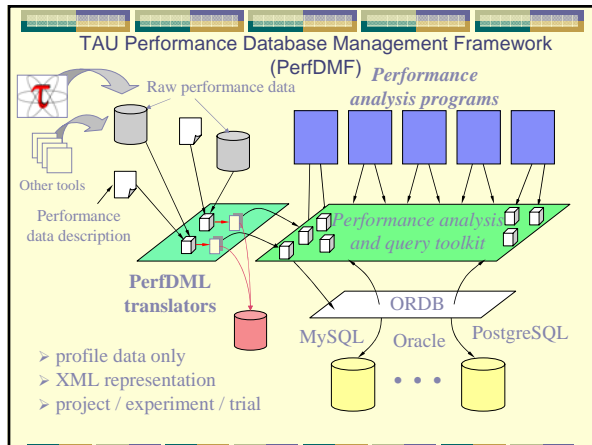 TAU Performance Database Management Framework
(PerfDMF)
τ
Raw performance data
Performance
analysis programs
Other tools
Performance
data description
Performance analysis
and query toolkit
PerfDML
translators
ORDB
MySQL
Oracle
PostgreSQL
➢ profile data only
➢ XML representation
➢ project / experiment / trial
• • •